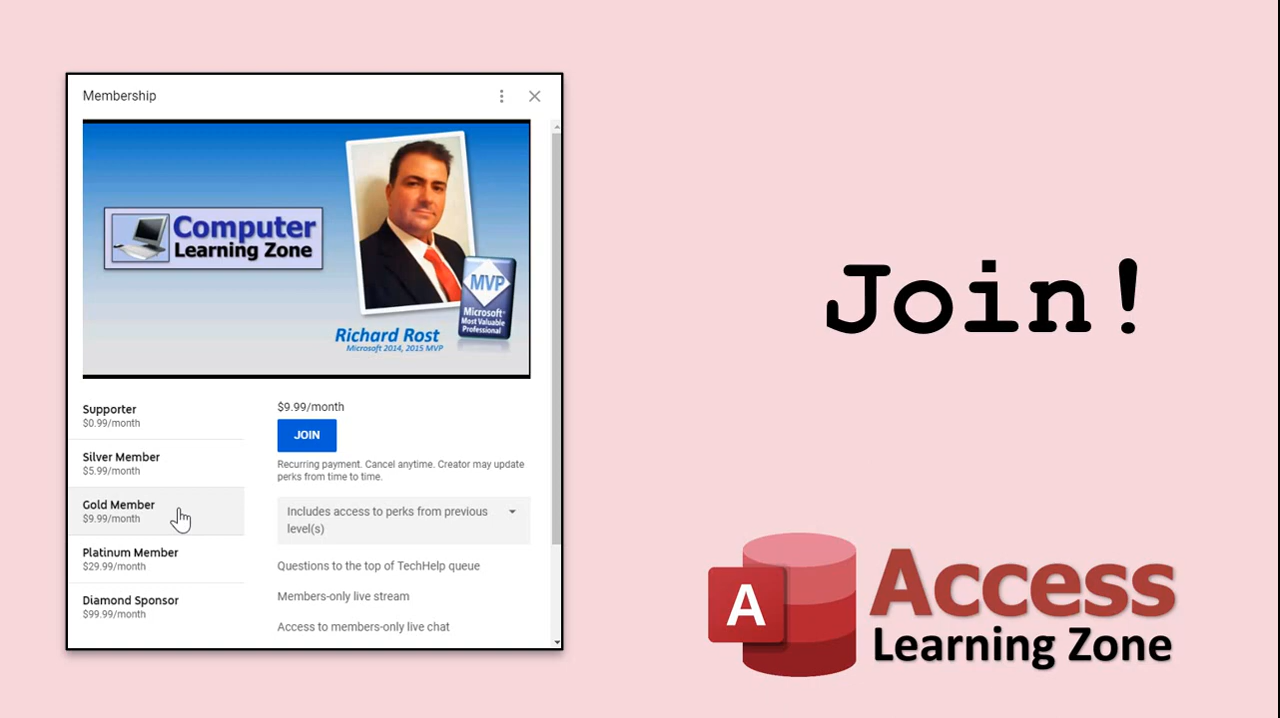 Membership
Computer
Learning Zone
MVP
Microsoft®
Most Valuable
Professional
Richard Rost
Microsoft 2014, 2015 MVP
Supporter
$0.99/month
Silver Member
$5.99/month
Gold Member
$9.99/month
Platinum Member
$29.99/month
Diamond Sponsor
$99.99/month
$9.99/month
JOIN
Recurring payment. Cancel anytime. Creator may update
perks from time to time.
Includes access to perks from previous
level(s)
Questions to the top of TechHelp queue
Members-only live stream
Access to members-only live chat
Join!
A
Access
Learning Zone